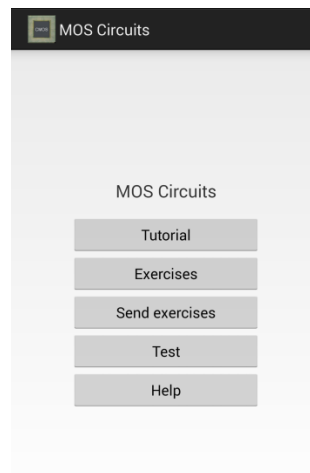 MOS Circuits
MOS Circuits
Tutorial
Exercises
Send exercises
Test
Help